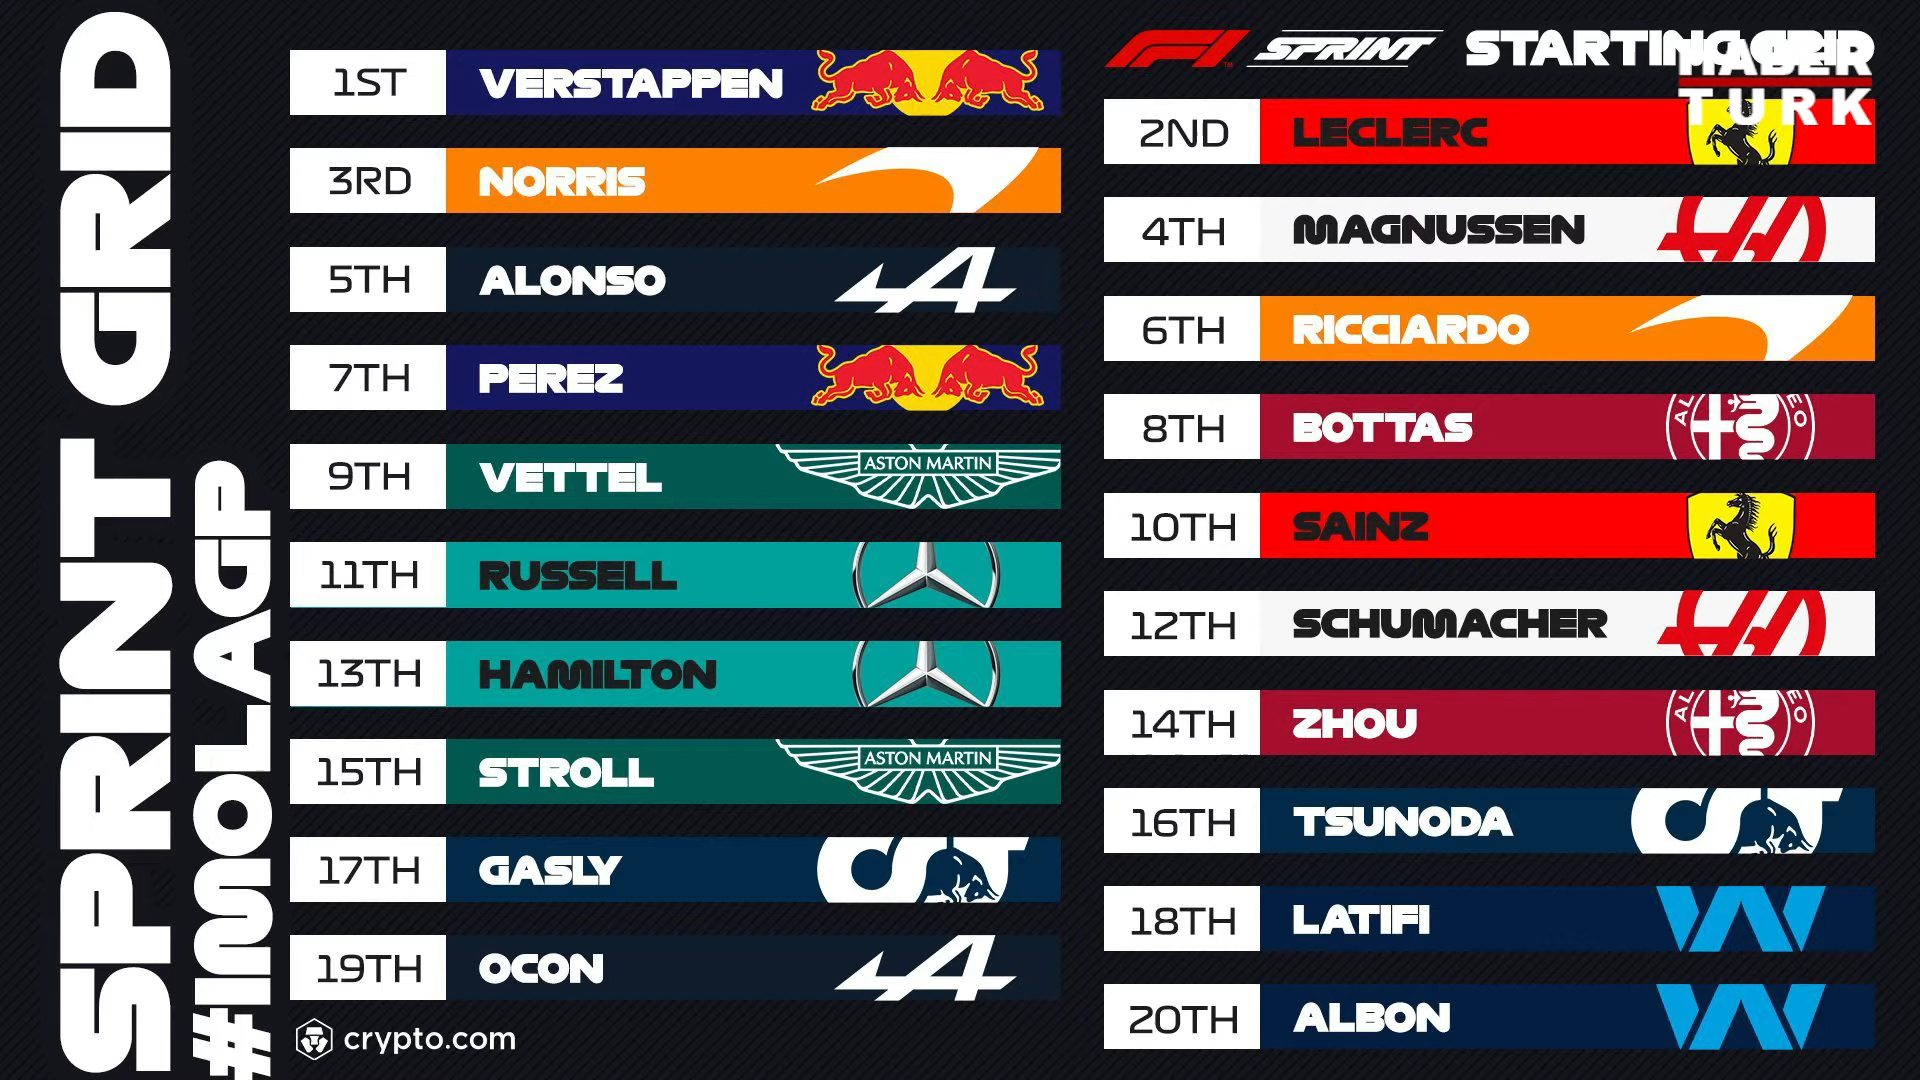 SPRINT GRID
#IMOLAGP
F1 SPRINT STARTING GRID
HABER
TURK
1ST VERSTAPPEN
2ND LECLERC
3RD NORRIS
4TH MAGNUSSEN
5TH ALONSO
6TH RICCIARDO
7TH PEREZ
8TH BOTTAS
9TH VETTEL ASTON MARTIN
10TH SAINZ
11TH RUSSELL
12TH SCHUMACHER
13TH HAMILTON
14TH ZHOU
15TH STROLL ASTON MARTIN
16TH TSUNODA
17TH GASLY
18TH LATIFI
19TH OCON
20TH ALBON
crypto.com